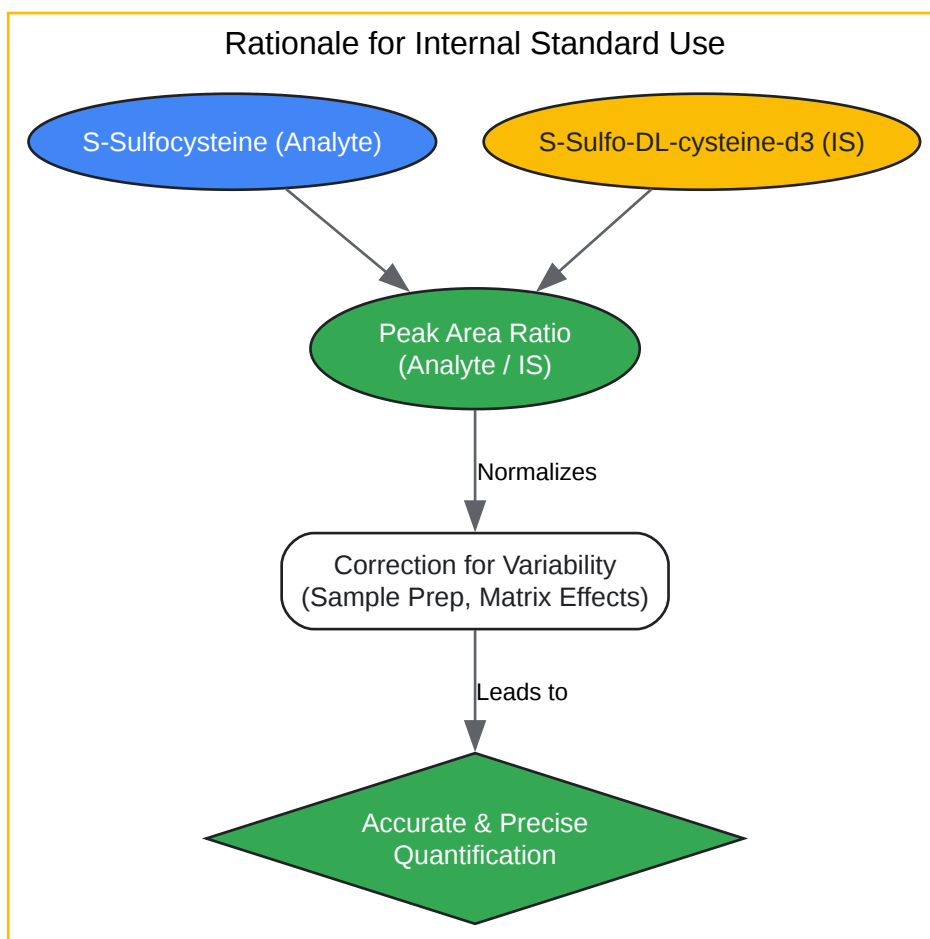 Rationale for Internal Standard Use
S-Sulfocysteine (Analyte)
S-Sulfo-DL-cysteine-d3 (IS)
Peak Area Ratio
(Analyte / IS)
Normalizes
Correction for Variability
(Sample Prep, Matrix Effects)
Leads to
Accurate & Precise
Quantification